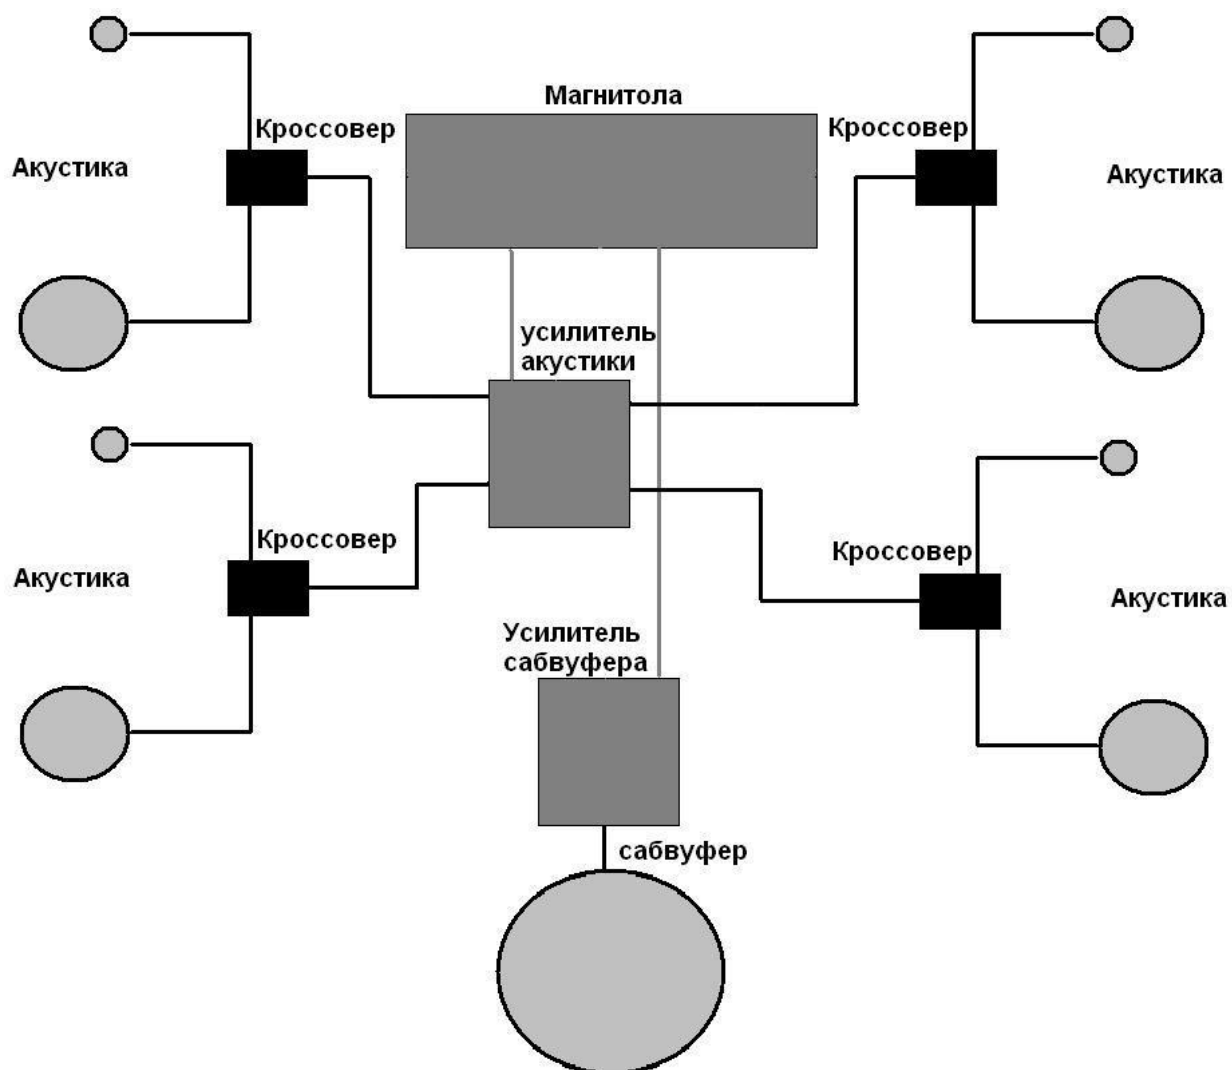 Магнитола
Кроссовер
Кроссовер
Акустика
Акустика
усилитель
акустики
Кроссовер
Кроссовер
Акустика
Акустика
Усилитель
сабвуфера
сабвуфер